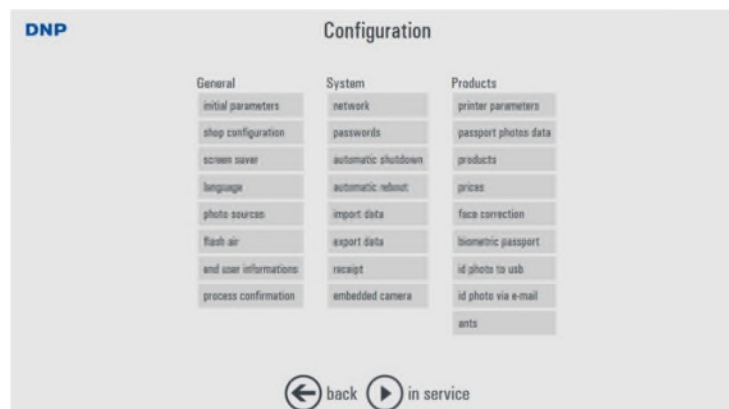 DNP
Configuration
General
initial parameters
shop configuration
screen saver
language
photo sources
flash air
end user informations
process confirmation
System
network
passwords
automatic shutdown
automatic reboot
import data
export data
receipt
embedded camera
Products
printer parameters
passport photos data
products
prices
face correction
biometric passport
id photo to usb
id photo via e-mail
ants
back
in service